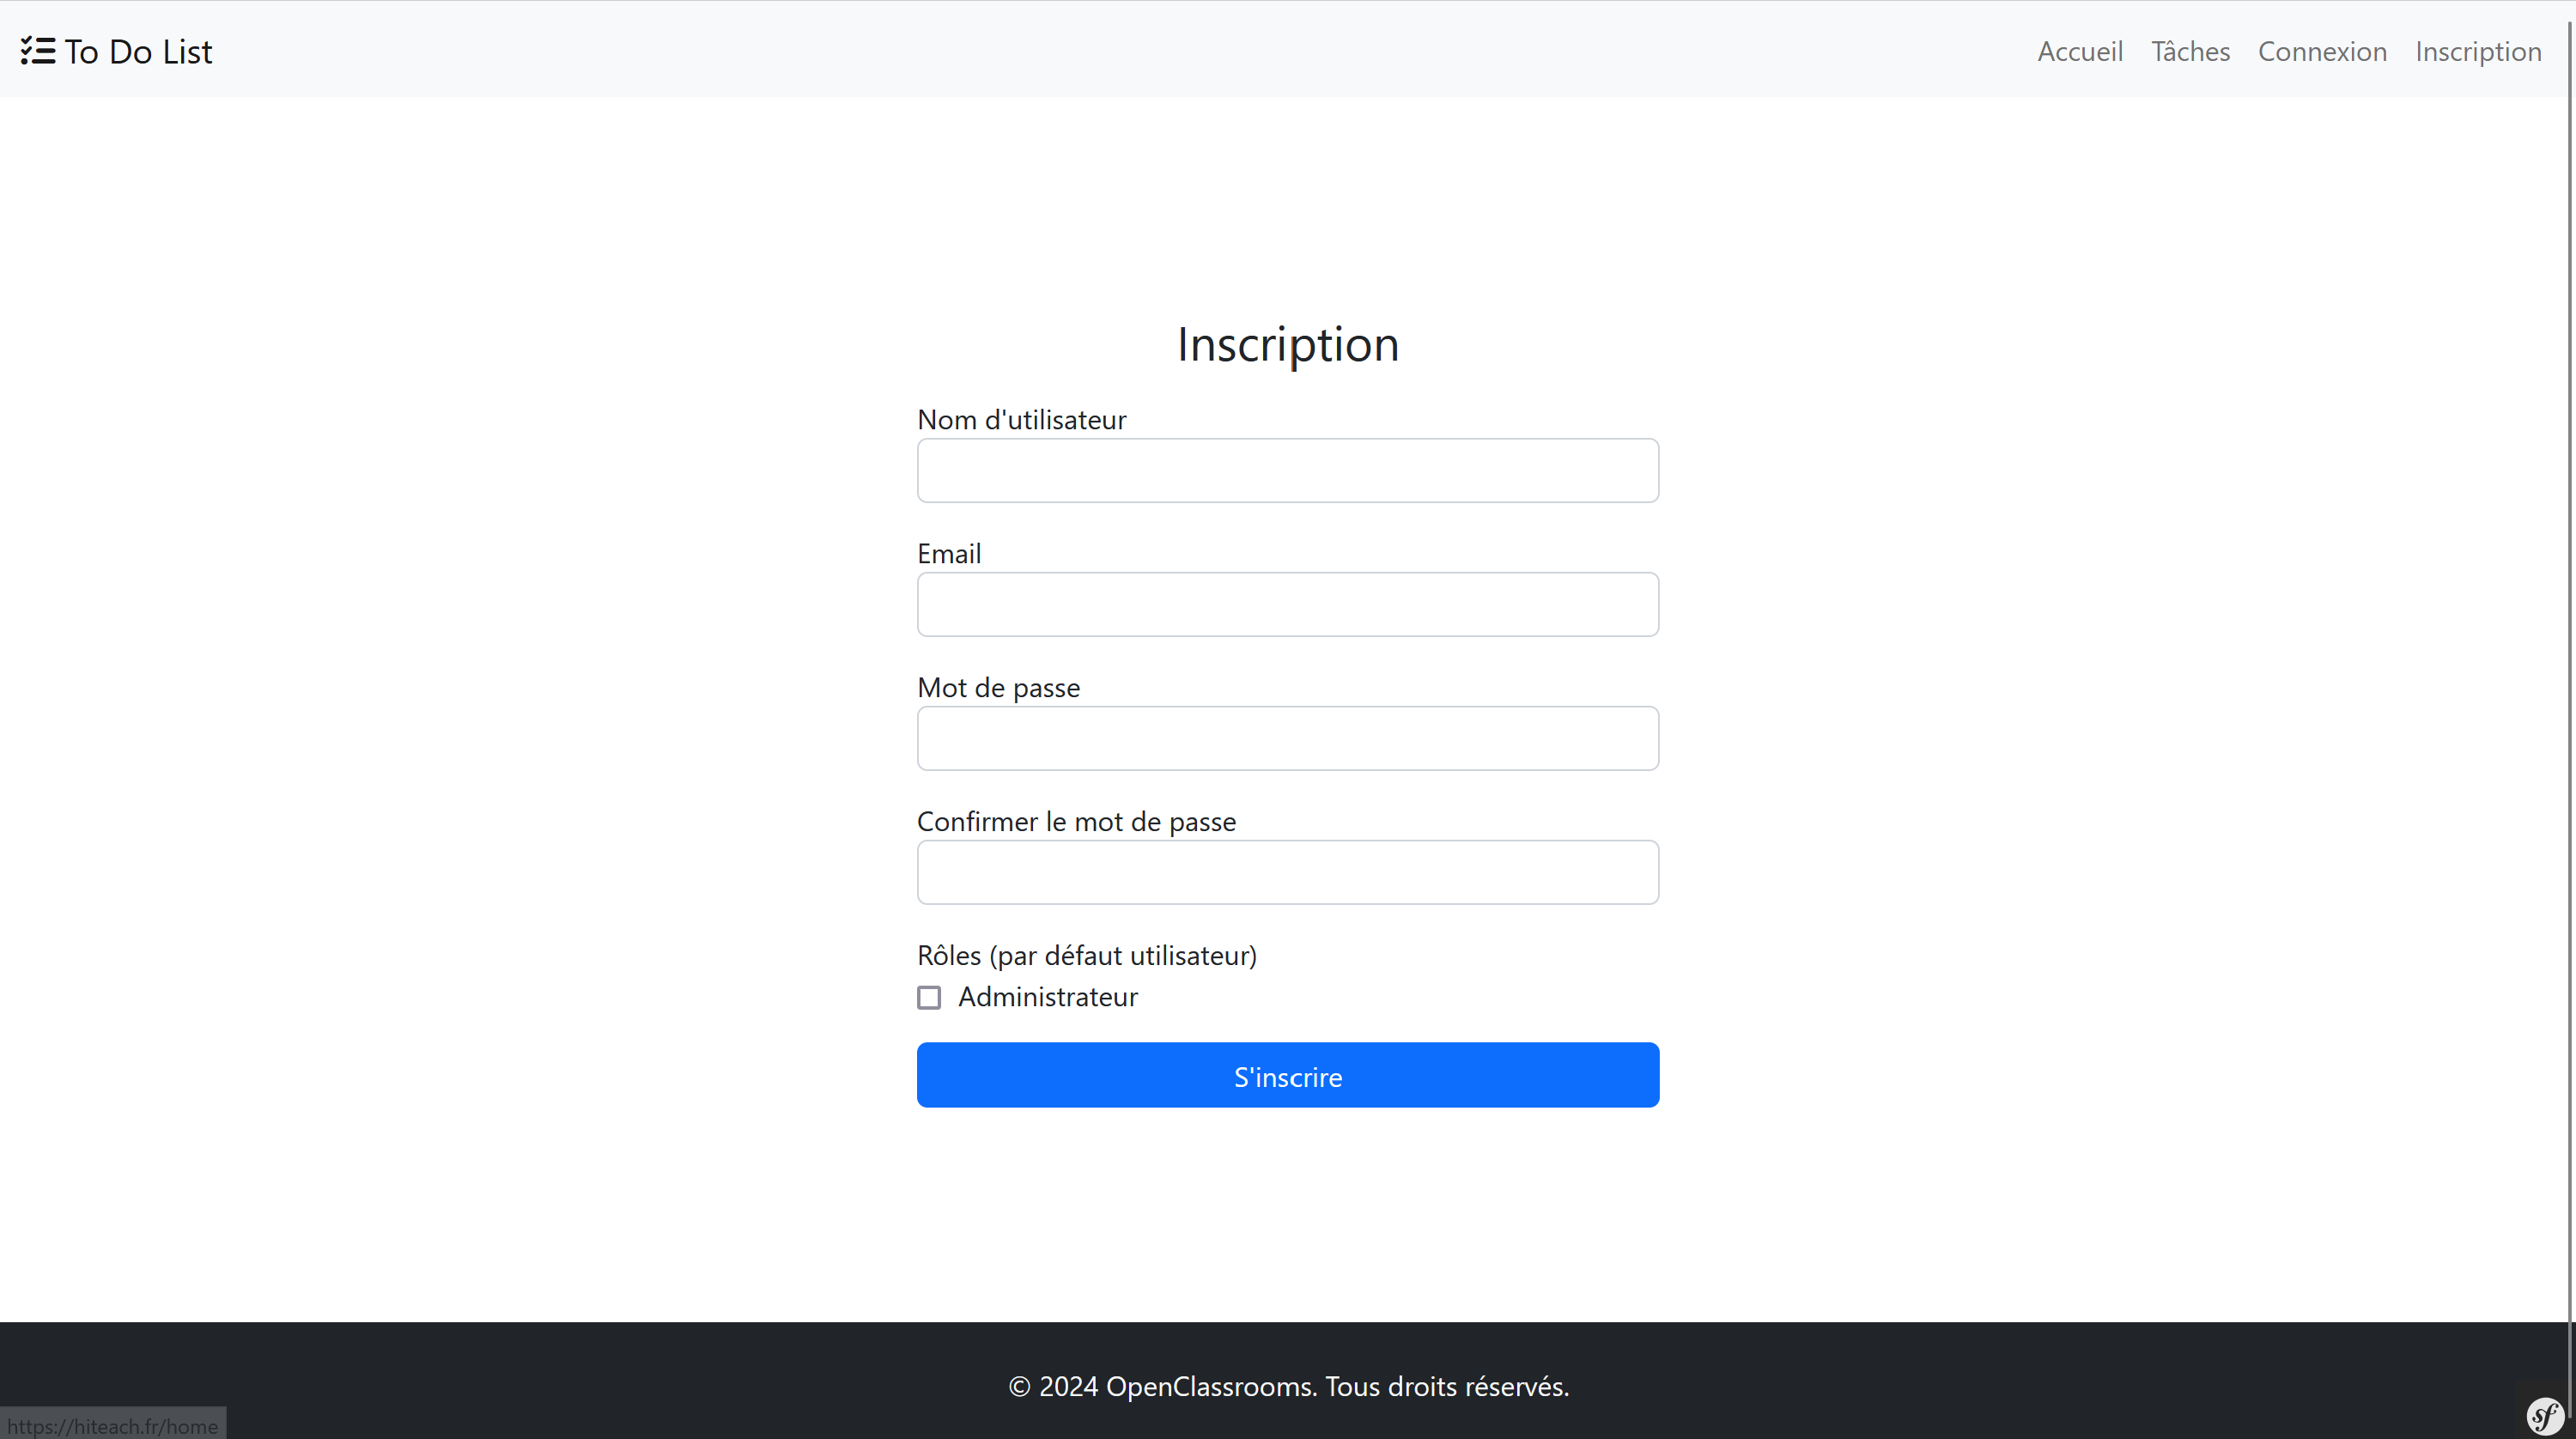 To Do List
Accueil Tâches Connexion Inscription
Inscription
Nom d'utilisateur
Email
Mot de passe
Confirmer le mot de passe
Rôles (par défaut utilisateur)
Administrateur
S'inscrire
© 2024 OpenClassrooms. Tous droits réservés.
https://hiteach.fr/home
sf